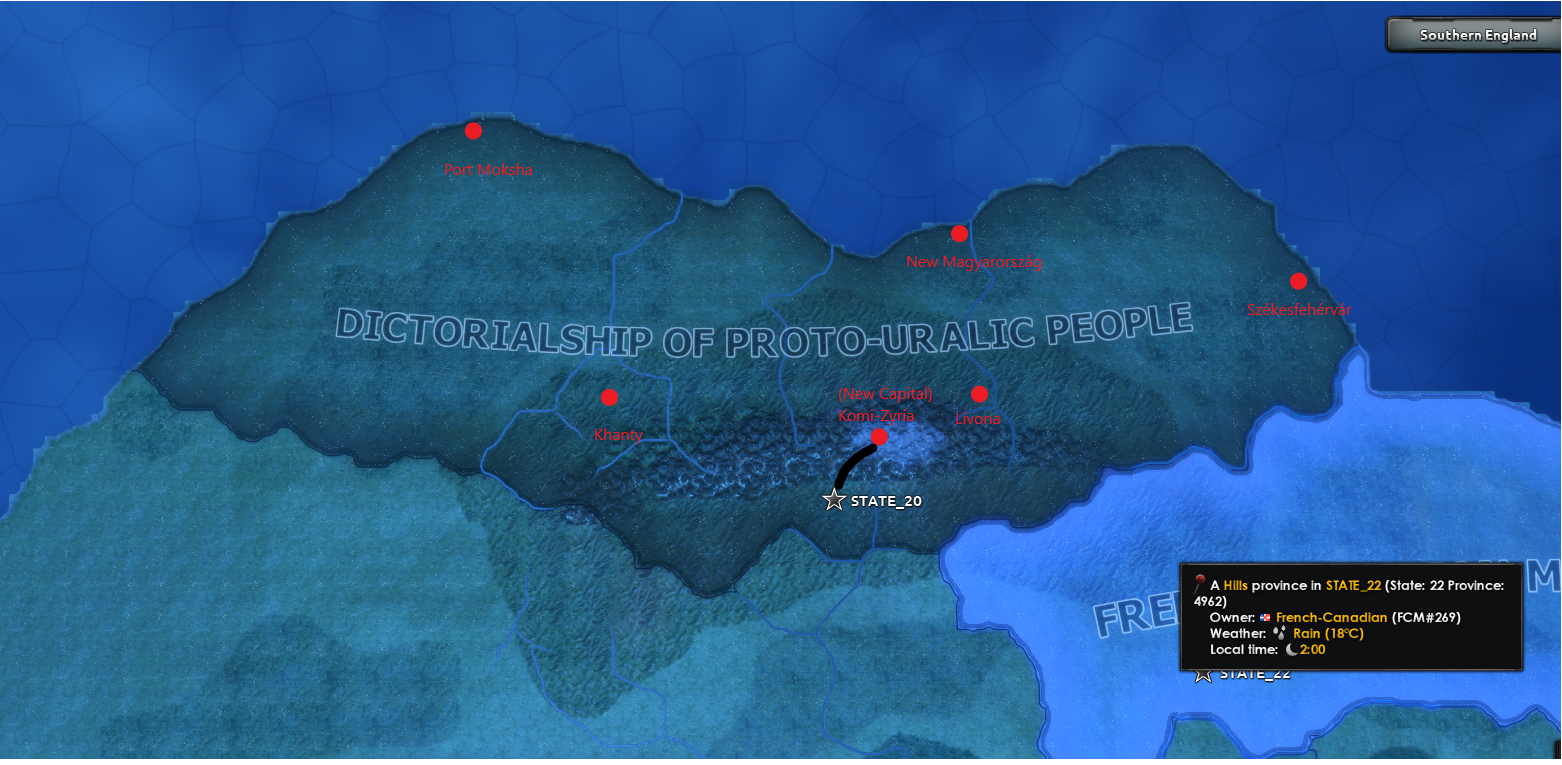 Southern England
Port Moksha
New Magyarország
Székesfehérvár
DICTORIALSHIP OF PROTO-URALIC PEOPLE
(New Capital)
Komi-Zyria
Livona
Khanty
STATE_20
A Hills province in STATE_22 (State: 22 Province:
4962)
Owner: French-Canadian (FCM#269)
Weather: Rain (18°C)
Local time: 2:00
STATE_22